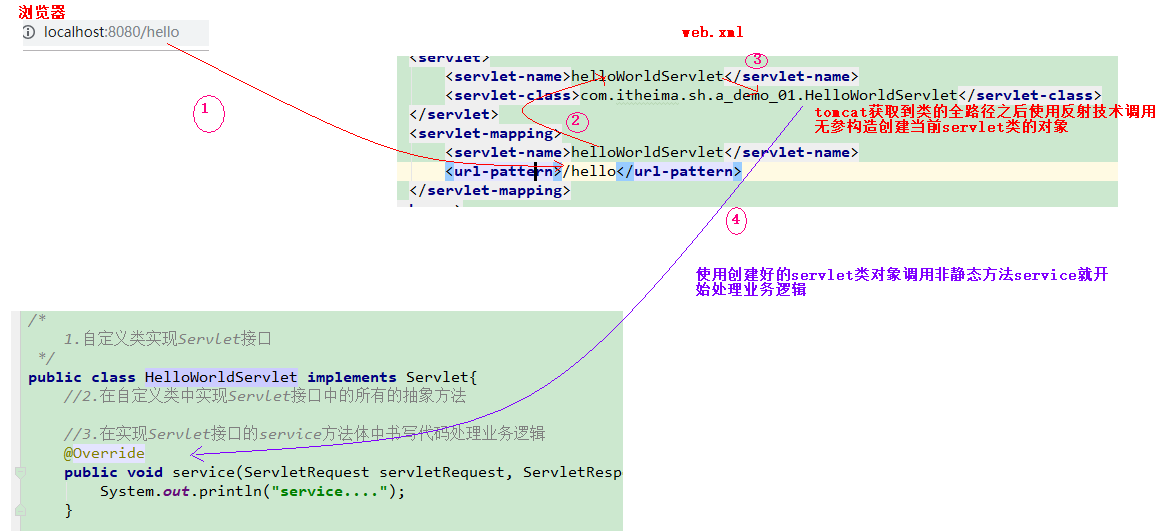 浏览器
localhost:8080/hello
web.xml
<servlet>
③
<servlet-name>helloWorldServlet</servlet-name>
<servlet-class>com.itheima.sh.a_demo_01.HelloWorldServlet</servlet-class>
1
</servlet>
tomcat获取到类的全路径之后使用反射技术调用
无参构造创建当前servlet类的对象
②
<servlet-mapping>
<servlet-name>helloWorldServlet</servlet-name>
<url-pattern>/hello</url-pattern>
</servlet-mapping>
④
使用创建好的servlet类对象调用非静态方法service就开
始处理业务逻辑
/*
1.自定义类实现Servlet接口
*/
public class HelloWorldServlet implements Servlet{
//2.在自定义类中实现Servlet接口中的所有的抽象方法
//3.在实现Servlet接口的service方法体中书写代码处理业务逻辑
@Override
public void service(ServletRequest servletRequest, ServletResp
System.out.println("service....");
}